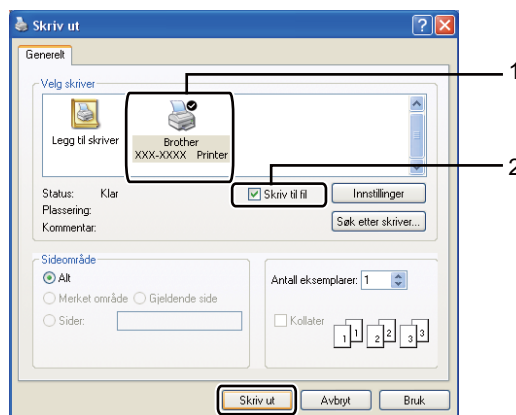 Skriv ut
Generelt
Velg skriver
Legg til skriver
Brother
XXX-XXXX Printer
1
Status: Klar
Plassering:
Kommentar:
Skriv til fil
2
Innstillinger
Søk etter skriver...
Sideområde
Alt
Merket område
Gjeldende side
Sider:
Antall eksemplarer: 1
Kollater
1 1 2 2 3 3
Skriv ut
Avbryt
Bruk